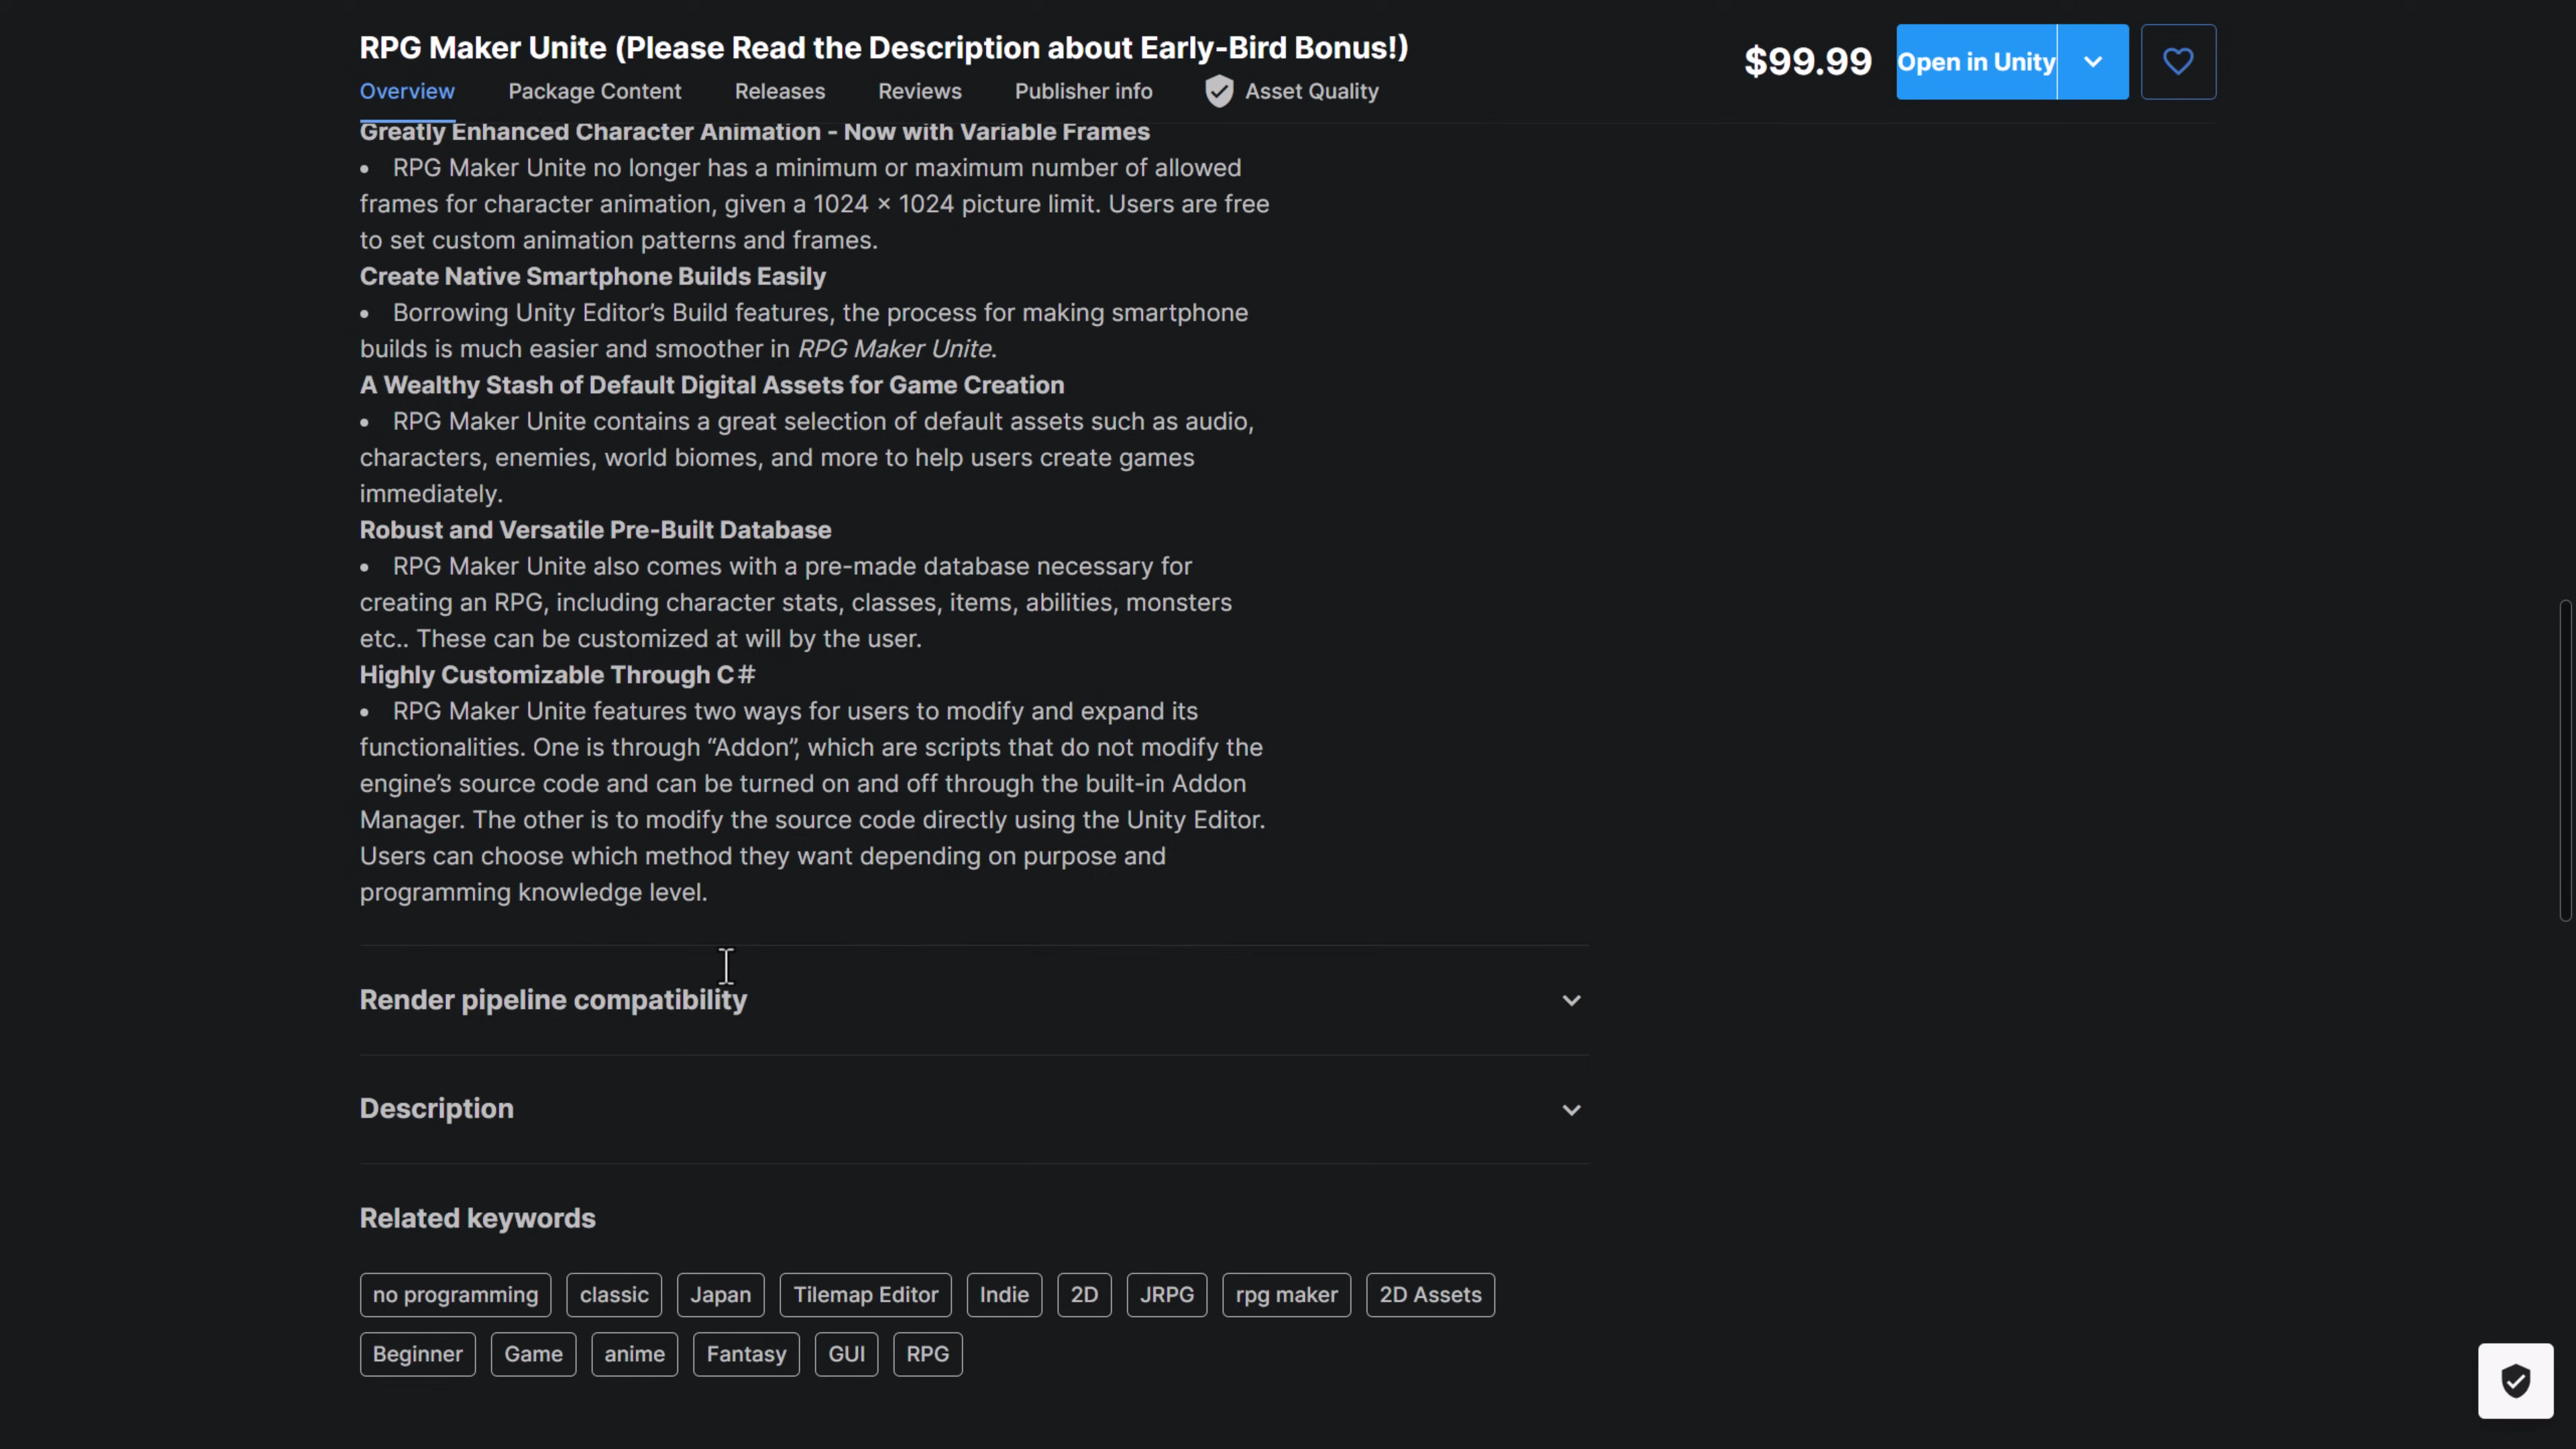 RPG Maker Unite (Please Read the Description about Early-Bird Bonus!)
$99.99
Open in Unity
Overview Package Content Releases Reviews Publisher info Asset Quality
Greatly Enhanced Character Animation - Now with Variable Frames
• RPG Maker Unite no longer has a minimum or maximum number of allowed
frames for character animation, given a 1024 × 1024 picture limit. Users are free
to set custom animation patterns and frames.
Create Native Smartphone Builds Easily
• Borrowing Unity Editor’s Build features, the process for making smartphone
builds is much easier and smoother in RPG Maker Unite.
A Wealthy Stash of Default Digital Assets for Game Creation
• RPG Maker Unite contains a great selection of default assets such as audio,
characters, enemies, world biomes, and more to help users create games
immediately.
Robust and Versatile Pre-Built Database
• RPG Maker Unite also comes with a pre-made database necessary for
creating an RPG, including character stats, classes, items, abilities, monsters
etc.. These can be customized at will by the user.
Highly Customizable Through C#
• RPG Maker Unite features two ways for users to modify and expand its
functionalities. One is through “Addon”, which are scripts that do not modify the
engine’s source code and can be turned on and off through the built-in Addon
Manager. The other is to modify the source code directly using the Unity Editor.
Users can choose which method they want depending on purpose and
programming knowledge level.
Render pipeline compatibility
Description
Related keywords
no programming classic Japan Tilemap Editor Indie 2D JRPG rpg maker 2D Assets
Beginner Game anime Fantasy GUI RPG